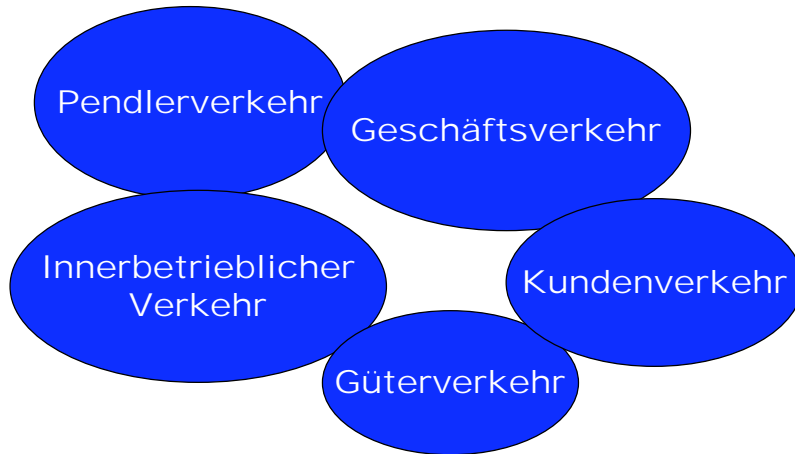 Pendlerverkehr
Geschäftsverkehr
Innerbetrieblicher
Verkehr
Kundenverkehr
Güterverkehr